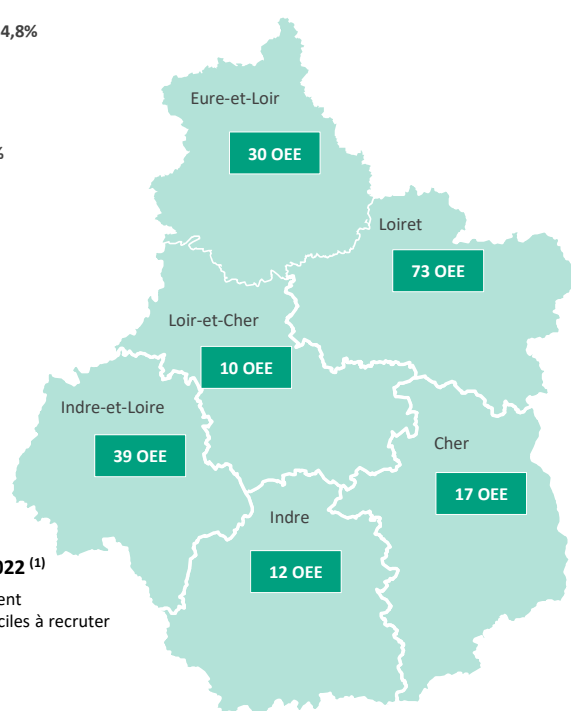 4,8%
Eure-et-Loir
30 OEE
%
Loiret
73 OEE
Loir-et-Cher
10 OEE
Indre-et-Loire
39 OEE
Cher
17 OEE
Indre
12 OEE
022 (1)
ent
ciles à recruter